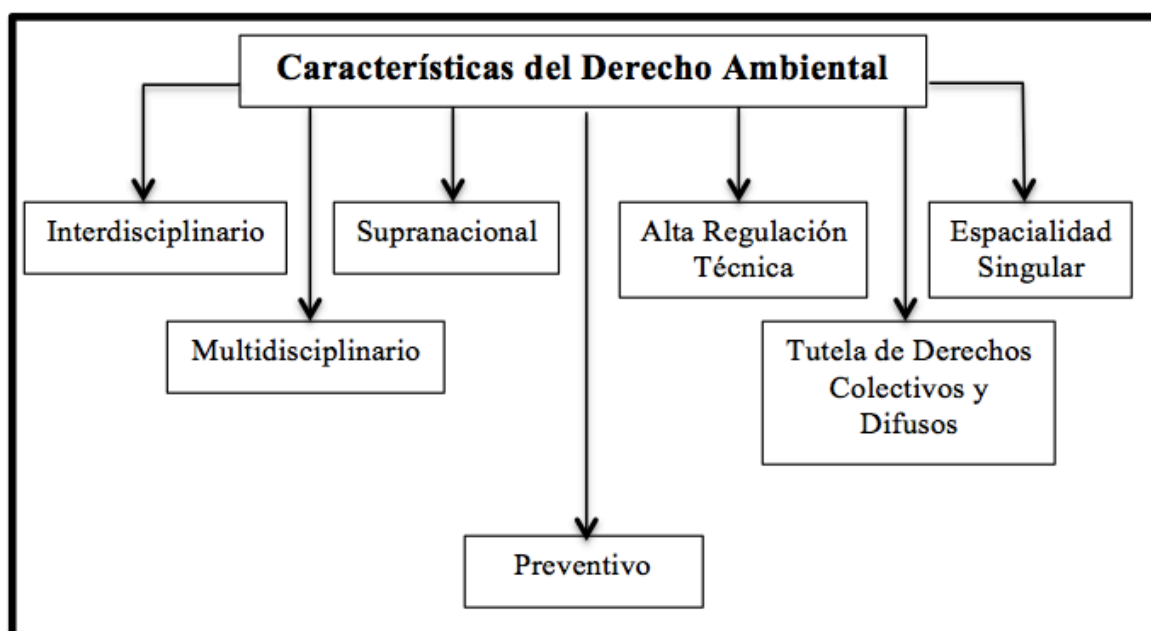 Características del Derecho Ambiental
Interdisciplinario
Supranacional
Alta Regulación
Técnica
Espacialidad
Singular
Multidisciplinario
Tutela de Derechos
Colectivos y
Difusos
Preventivo